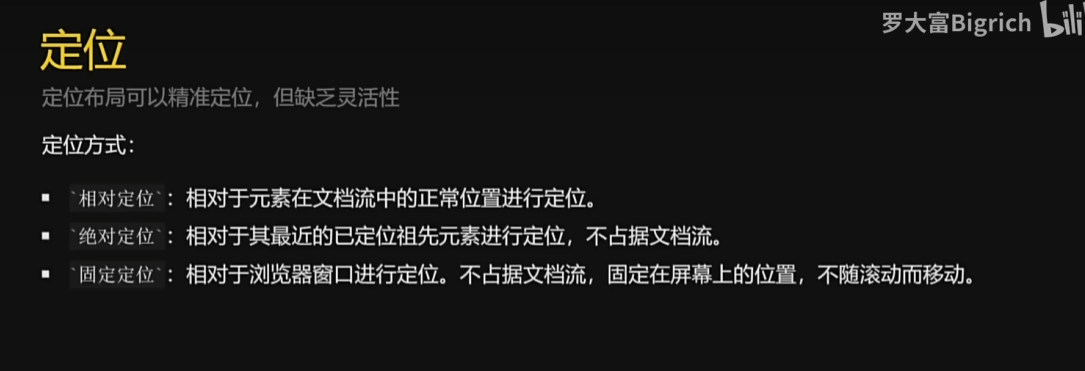 罗大富Bigrich bili
定位
定位布局可以精准定位，但缺乏灵活性
定位方式：
▪ `相对定位`：相对于元素在文档流中的正常位置进行定位。
▪ `绝对定位`：相对于其最近的已定位祖先元素进行定位，不占据文档流。
▪ `固定定位`：相对于浏览器窗口进行定位。不占据文档流，固定在屏幕上的位置，不随滚动而移动。